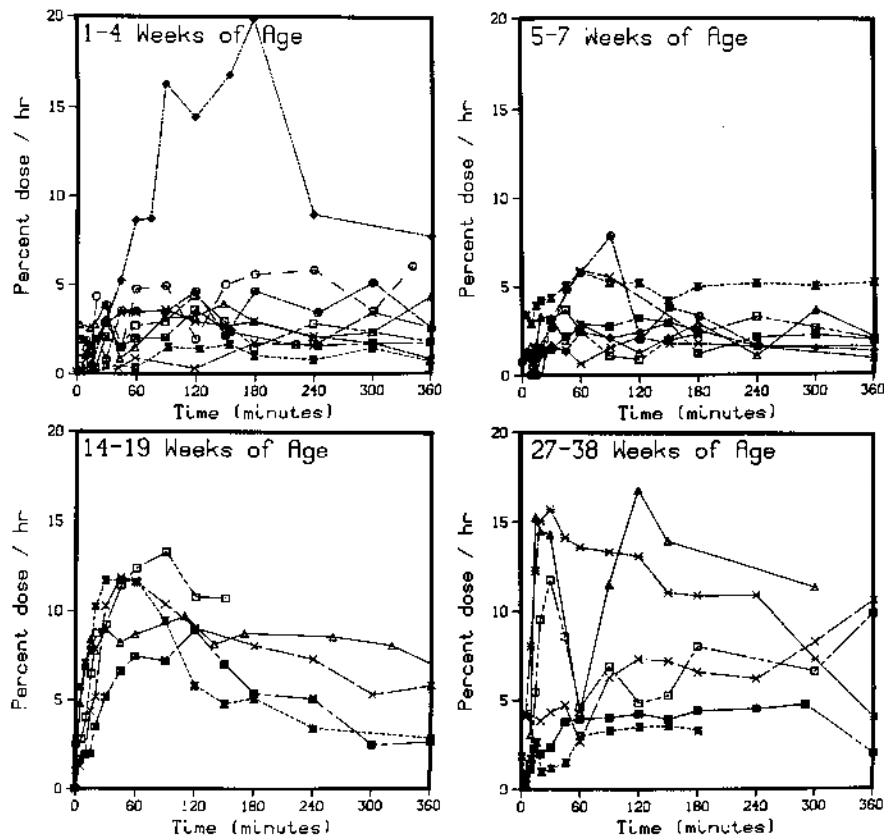 1-4 Weeks of Age
20
15
10
5
0
Percent dose / hr
0 60 120 180 240 300 360
Time (minutes)
5-7 Weeks of Age
20
15
10
5
0
Percent dose / hr
0 60 120 180 240 300 360
Time (minutes)
14-19 Weeks of Age
20
15
10
5
0
Percent dose / hr
0 60 120 180 240 300 360
Time (minutes)
27-38 Weeks of Age
20
15
10
5
3
Percent dose / hr
0 60 120 180 240 300 360
Time (minutes)